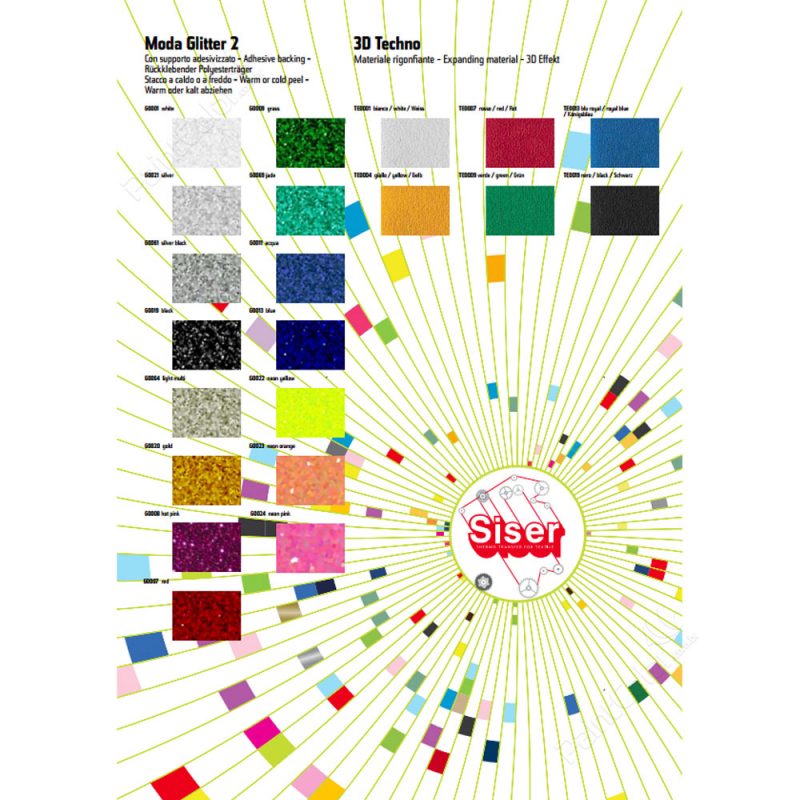 Moda Glitter 2
Con supporto adesivizzato - Adhesive backing -
Rückklebender Polyesterträger
Stacco a caldo o a freddo - Warm or cold peel -
Warm oder kalt abziehen
G0001 white
G0009 grass
G0021 silver
G0069 jade
G0061 silver black
G0011 acqua
G0019 black
G0013 blue
G0064 light multi
G0022 neon yellow
G0020 gold
G0023 neon orange
G0008 hot pink
G0024 neon pink
G0007 red
3D Techno
Materiale rigonfiante - Expanding material - 3D Effekt
TE0001 bianco / white / Weiss
TE0007 rosso / red / Rot
TE0013 blu royal / royal blue
/ Königsblau
TE0004 giallo / yellow / Gelb
TE0009 verde / green / Grün
TE0019 nero / black / Schwarz
Siser
THERMO TRANSFER FOR TEXTILE